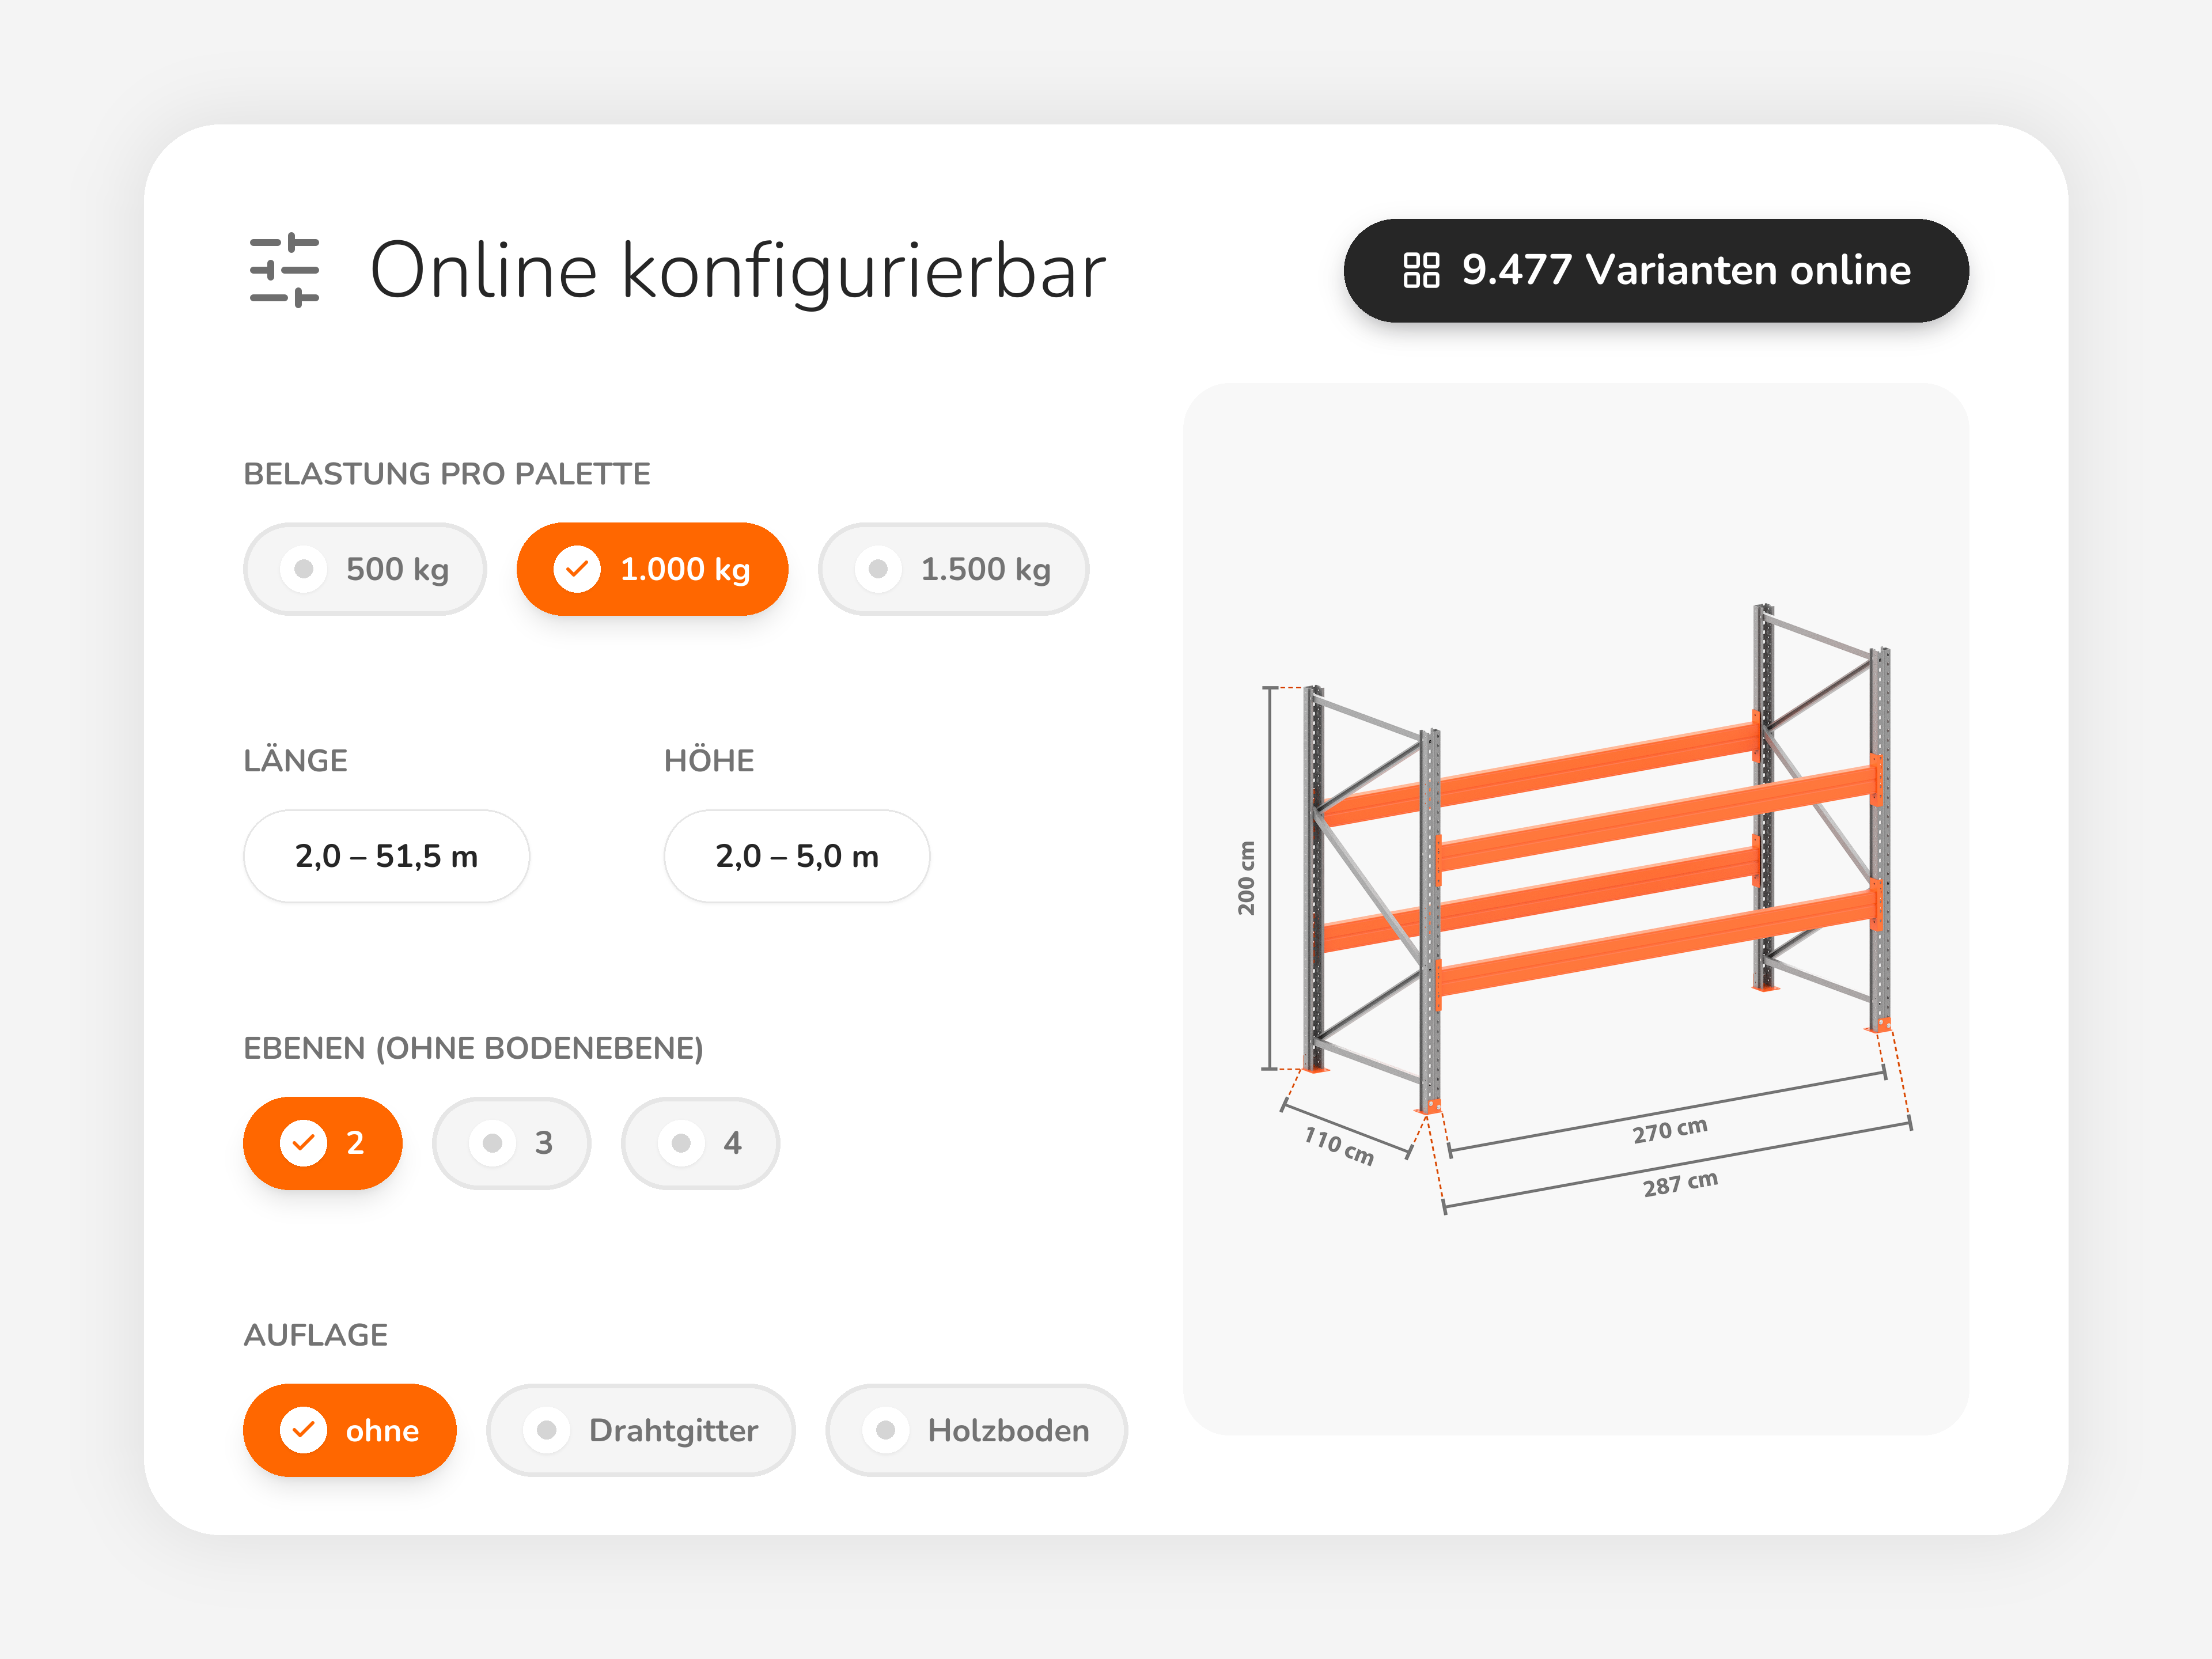 Online konfigurierbar
9.477 Varianten online
BELASTUNG PRO PALETTE
500 kg
1.000 kg
1.500 kg
LÄNGE
HÖHE
2,0 – 51,5 m
2,0 – 5,0 m
EBENEN (OHNE BODENEBENE)
2
3
4
AUFLAGE
ohne
Drahtgitter
Holzboden
200 cm
110 cm
270 cm
287 cm